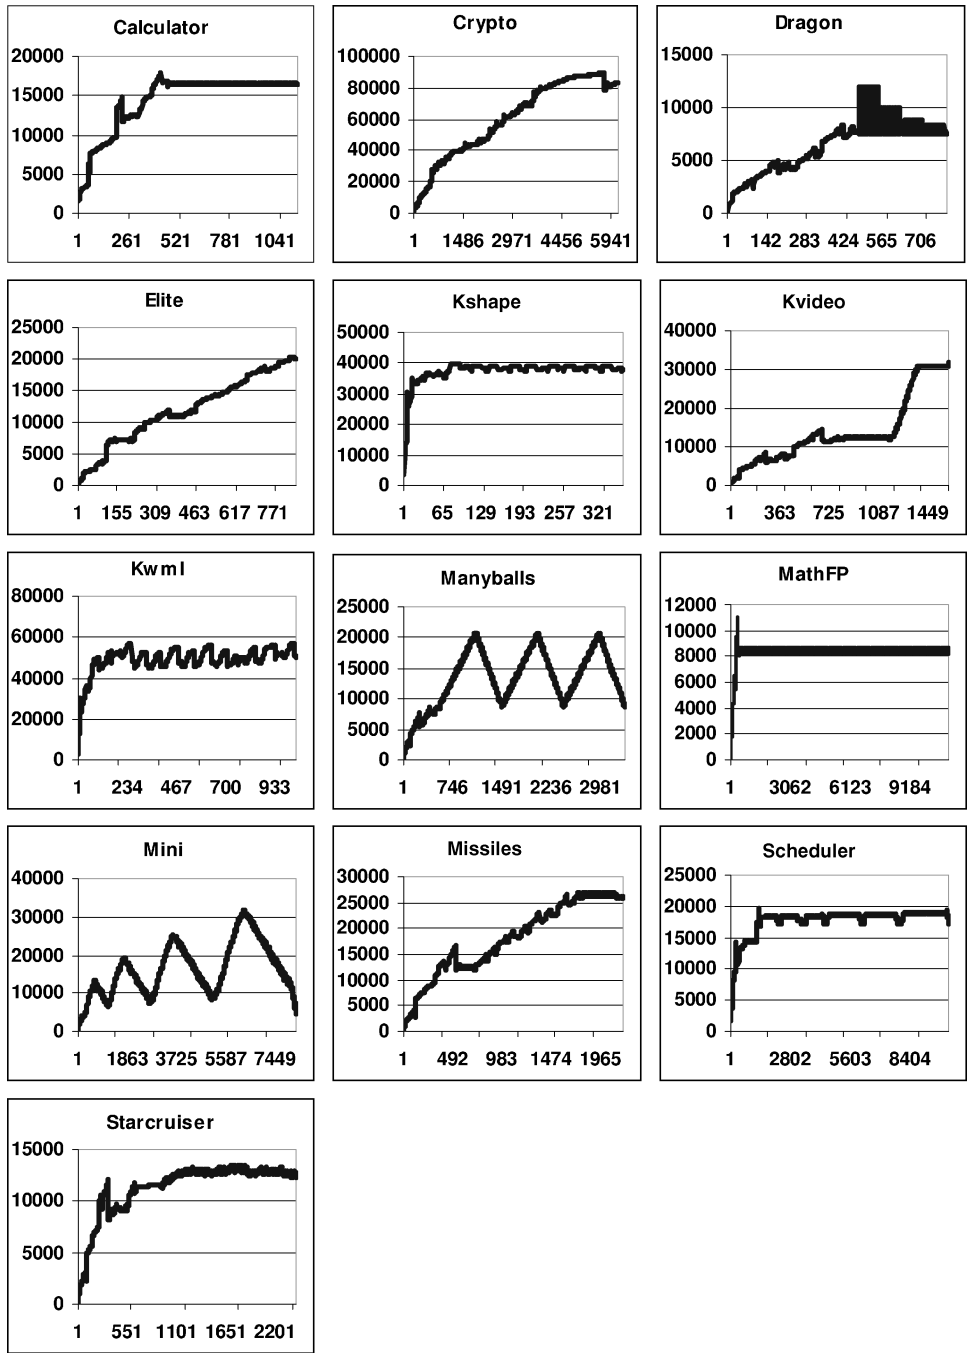 Calculator
20000
15000
10000
5000
0
1 261 521 781 1041
Crypto
100000
80000
60000
40000
20000
0
1 1486 2971 4456 5941
Dragon
15000
10000
5000
0
1 142 283 424 565 706
Elite
25000
20000
15000
10000
5000
0
1 155 309 463 617 771
Kshape
50000
40000
30000
20000
10000
0
1 65 129 193 257 321
Kvideo
40000
30000
20000
10000
0
1 363 725 1087 1449
Kwml
80000
60000
40000
20000
0
1 234 467 700 933
Manyballs
25000
20000
15000
10000
5000
0
1 746 1491 2236 2981
MathFP
12000
10000
8000
6000
4000
2000
0
1 3062 6123 9184
Mini
40000
30000
20000
10000
0
1 1863 3725 5587 7449
Missiles
30000
25000
20000
15000
10000
5000
0
1 492 983 1474 1965
Scheduler
25000
20000
15000
10000
5000
0
1 2802 5603 8404
Starcruiser
15000
10000
5000
0
1 551 1101 1651 2201